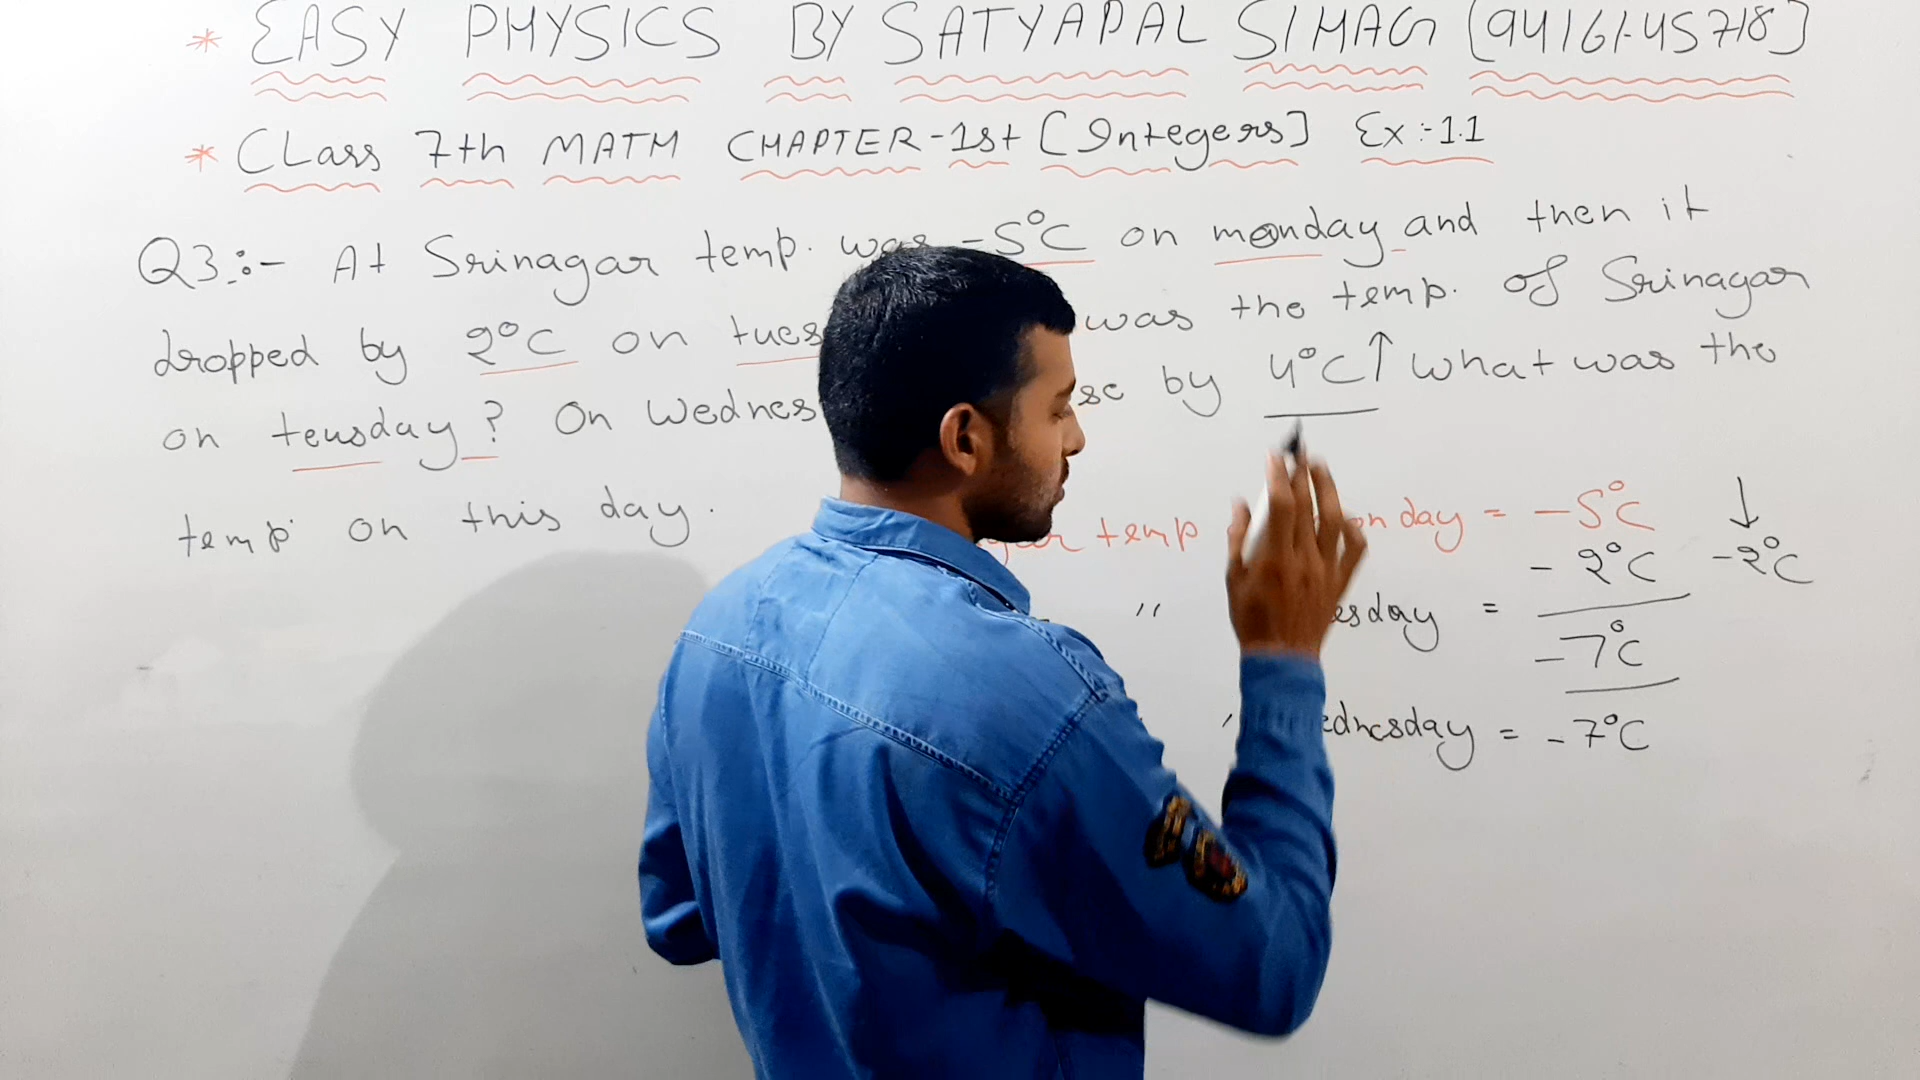 * EASY PHYSICS BY SATYAPAL SIMAG [94161-45718]
* CLass 7th MATH CHAPTER-1st [Integers] Ex:-1.1
Q3:- At Srinagar temp. was -5°C on monday and then it
dropped by 2°C on tues was the temp. of Srinagar
on teusday? On Wednes se by 4°C↑ what was the
temp on this day.
temp onday = -5°C ↓
- 2°C -2°C
" esday =
-7°C
" ednesday = -7°C